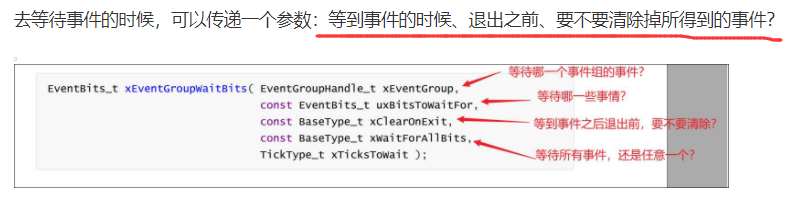 去等待事件的时候，可以传递一个参数：等到事件的时候、退出之前、要不要清除掉所得到的事件？
EventBits_t xEventGroupWaitBits( EventGroupHandle_t xEventGroup, 等待哪一个事件组的事件？
const EventBits_t uxBitsToWaitFor, 等待哪一些事情？
const BaseType_t xClearOnExit, 等到事件之后退出前，要不要清除？
const BaseType_t xWaitForAllBits,
TickType_t xTicksToWait ); 等待所有事件，还是任意一个？